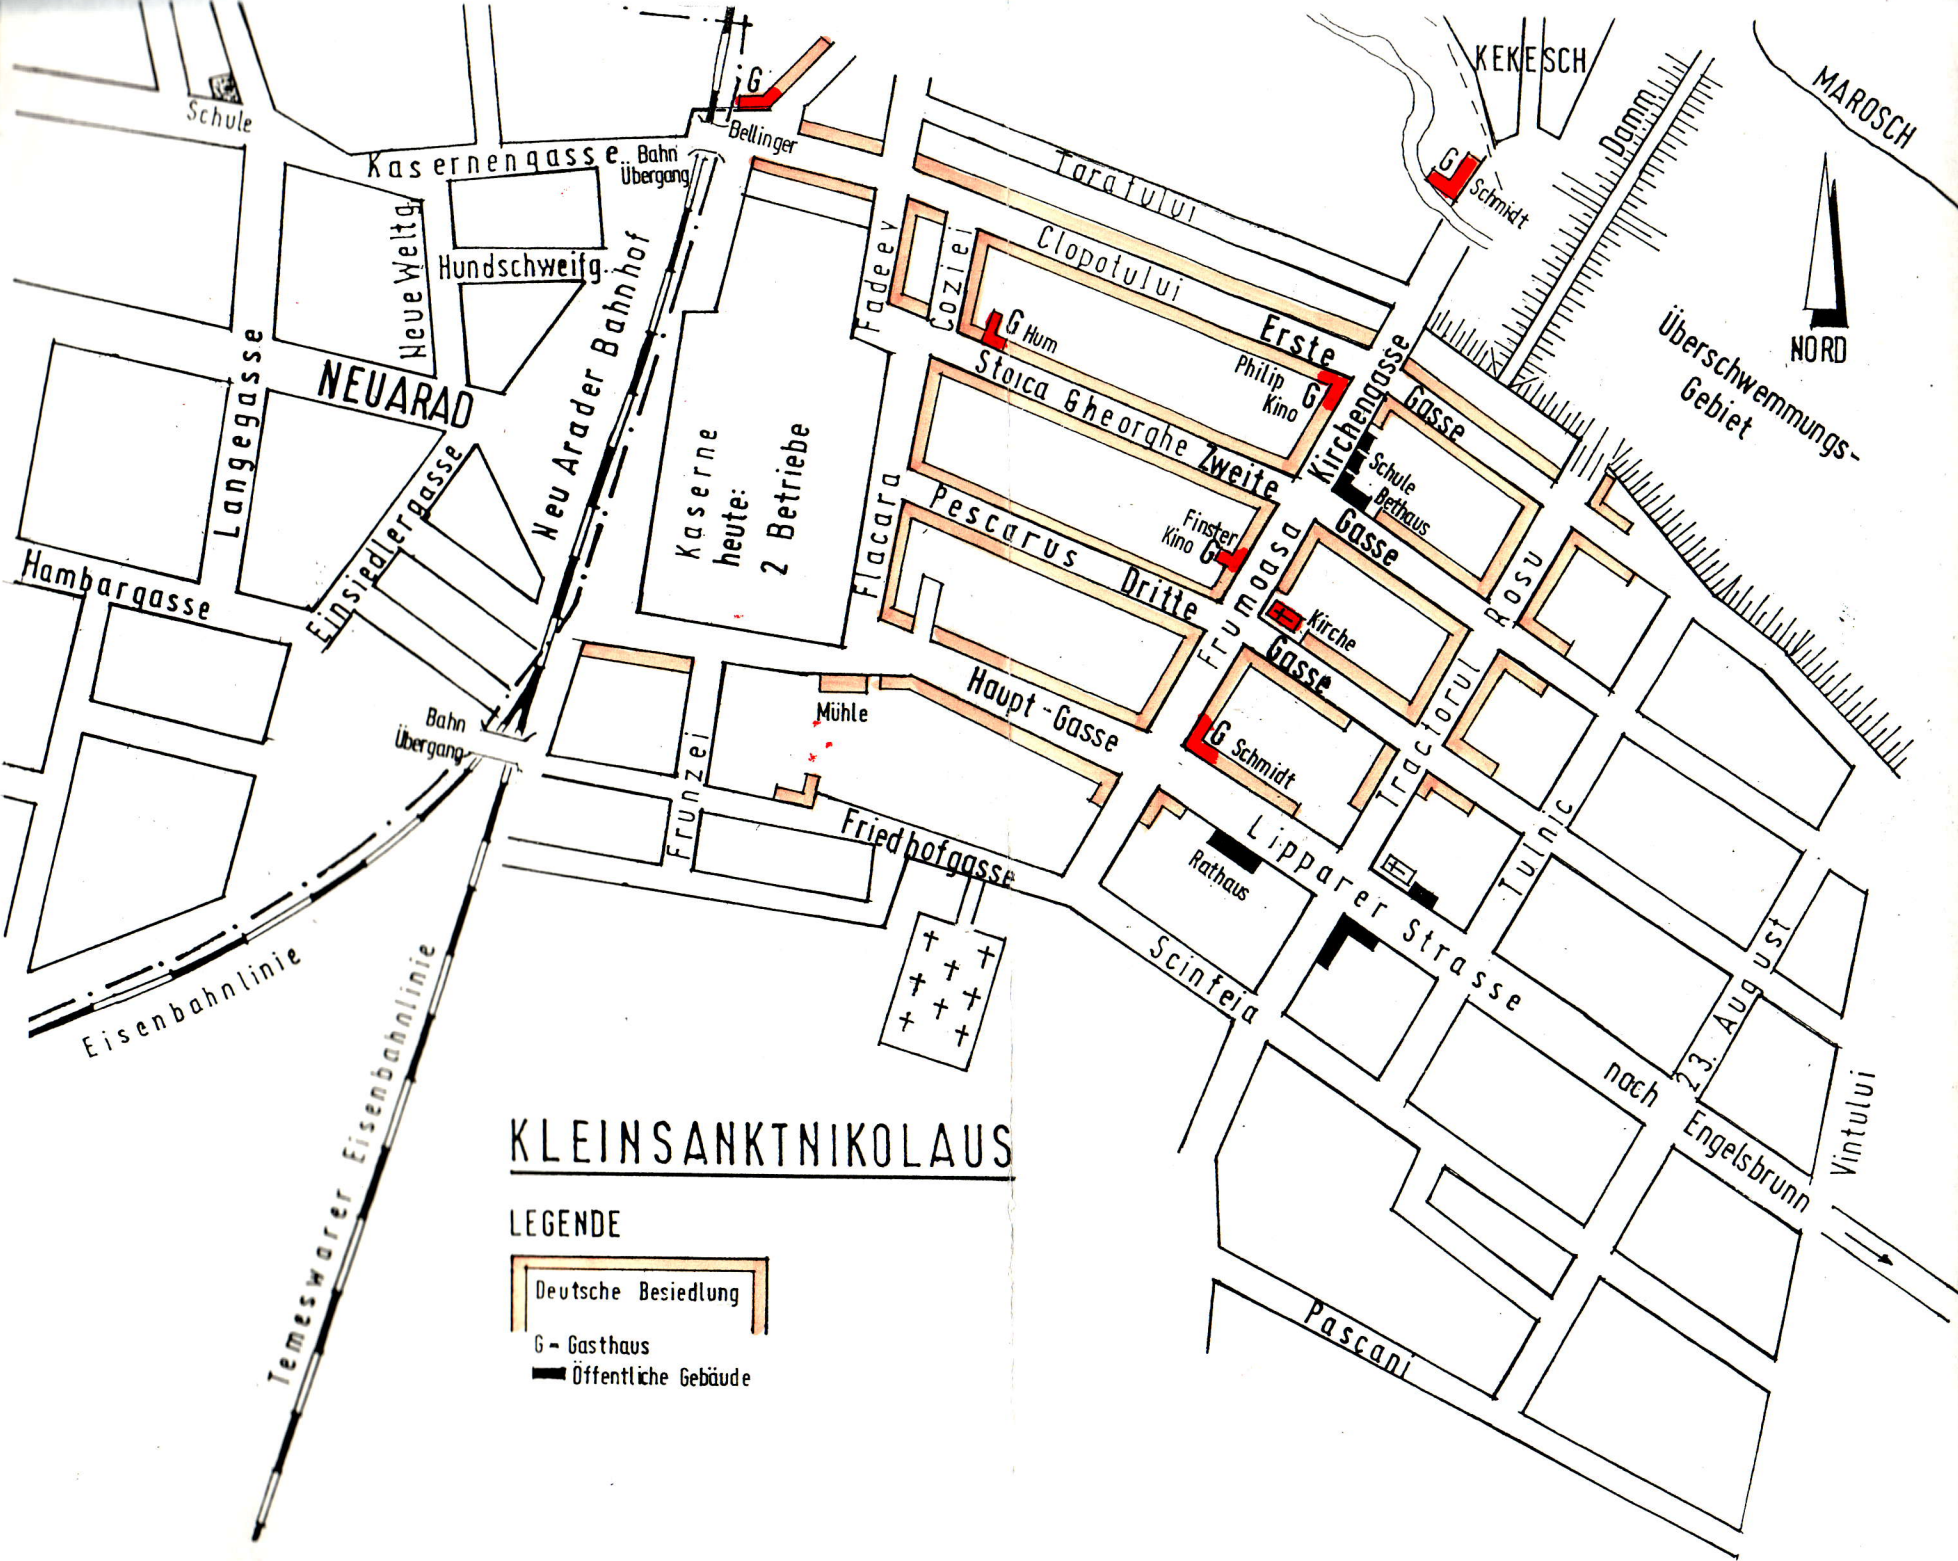 KEKESCH
MAROSCH
G
Bellinger
Schule
Damm
Kasernengasse
Bahn
Übergang
Tarafului
G
Schmidt
Neue Weltg.
Hundschweifg.
Fadeev
Coziei
Clopotului
NORD
Überschwemmungs-
Gebiet
Neu Arader Bahnhof
G Hum
Erste
Gasse
Philip
Kino
G
Kirchengasse
Langegasse
NEUARAD
Stoica Gheorghe
Zweite
Gasse
Schule
Bethaus
Kaserne
heute:
2 Betriebe
Einsiedlergasse
Flacara
Pescarus
Dritte
Gasse
Finster
Kino
G
Frumoasa
Rosu
Hambargasse
Kirche
Haupt-Gasse
Mühle
Bahn
Übergang
G Schmidt
Tractorul
Frunzei
Friedhofgasse
Lipparer Strasse
nach
Engelsbrunn
Tulnic
Rathaus
23. August
Scinteia
Vintului
Eisenbahnlinie
Temeswarer Eisenbahnlinie
KLEINSANKTNIKOLAUS
LEGENDE
Deutsche Besiedlung
G - Gasthaus
Öffentliche Gebäude
Pașcani